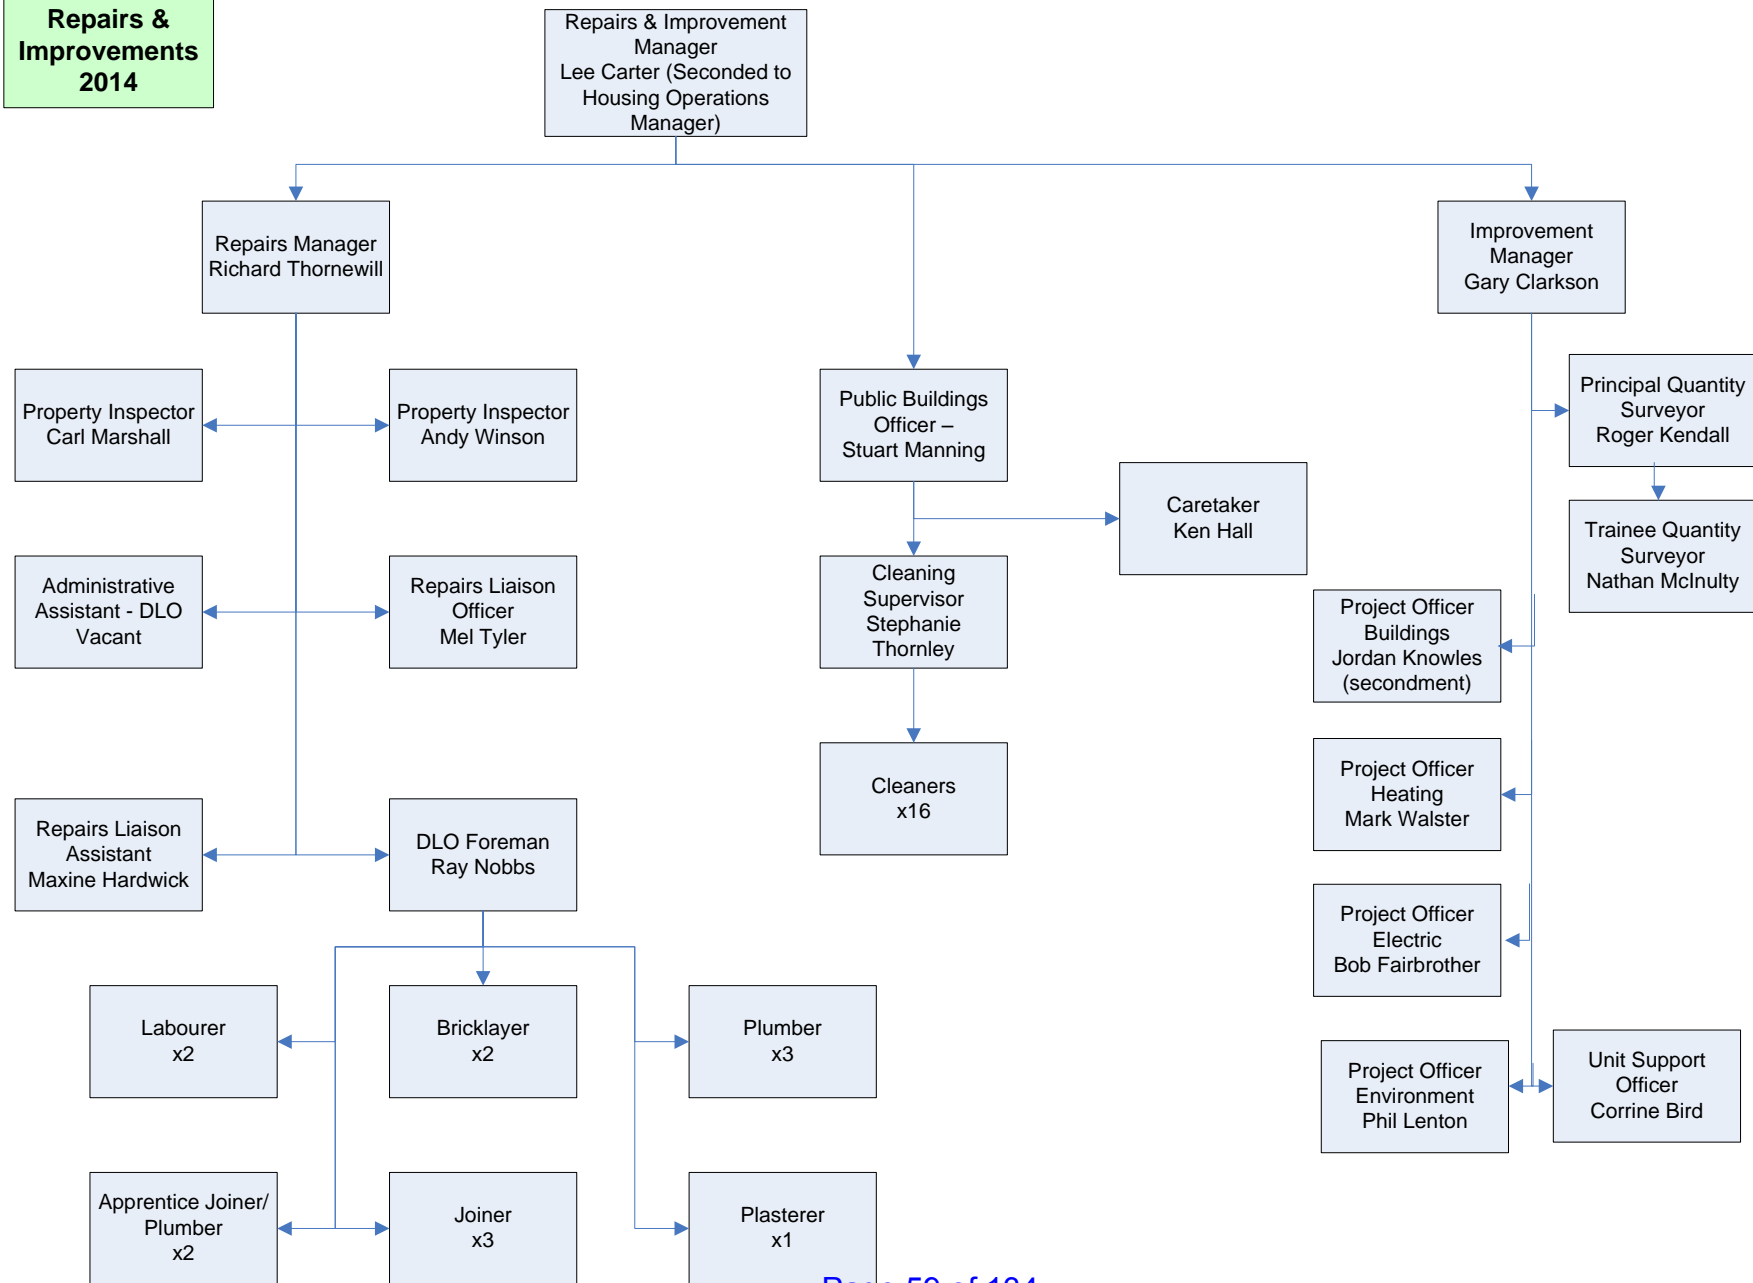 Repairs &
Improvements
2014
Repairs & Improvement
Manager
Lee Carter (Seconded to
Housing Operations
Manager)
Repairs Manager
Richard Thornewill
Improvement
Manager
Gary Clarkson
Property Inspector
Carl Marshall
Property Inspector
Andy Winson
Public Buildings
Officer –
Stuart Manning
Principal Quantity
Surveyor
Roger Kendall
Caretaker
Ken Hall
Trainee Quantity
Surveyor
Nathan McInulty
Administrative
Assistant - DLO
Vacant
Repairs Liaison
Officer
Mel Tyler
Cleaning
Supervisor
Stephanie
Thornley
Project Officer
Buildings
Jordan Knowles
(secondment)
Cleaners
x16
Project Officer
Heating
Mark Walster
Repairs Liaison
Assistant
Maxine Hardwick
DLO Foreman
Ray Nobbs
Project Officer
Electric
Bob Fairbrother
Labourer
x2
Bricklayer
x2
Plumber
x3
Project Officer
Environment
Phil Lenton
Unit Support
Officer
Corrine Bird
Apprentice Joiner/
Plumber
x2
Joiner
x3
Plasterer
x1
Page 59 of 184